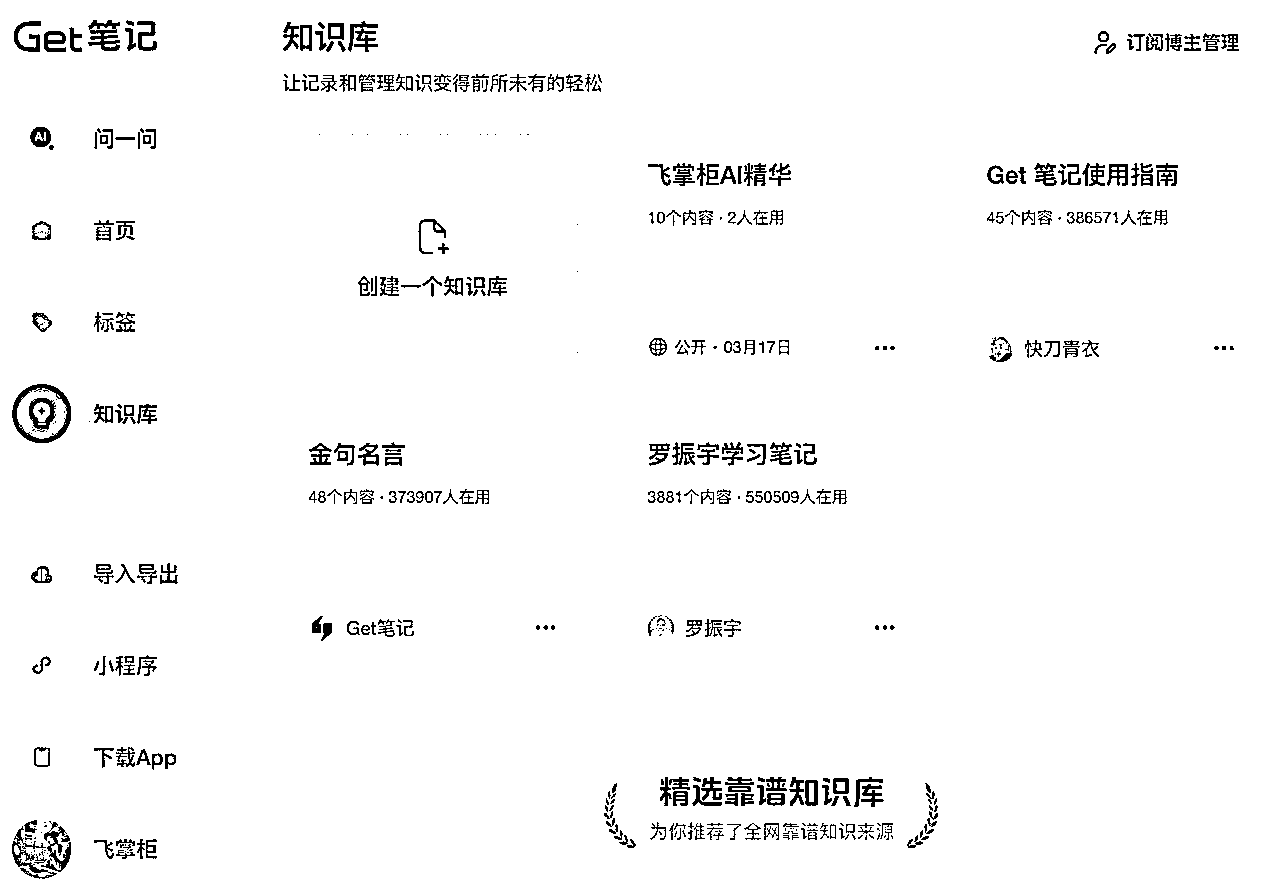 Get笔记
问一问
首页
标签
知识库
导入导出
小程序
下载App
飞掌柜
知识库
让记录和管理知识变得前所未有的轻松
订阅博主管理
创建一个知识库
飞掌柜AI精华
10个内容 · 2人在用
公开 · 03月17日
Get 笔记使用指南
45个内容 · 386571人在用
快刀青衣
金句名言
48个内容 · 373907人在用
Get笔记
罗振宇学习笔记
3881个内容 · 550509人在用
罗振宇
精选靠谱知识库
为你推荐了全网靠谱知识来源